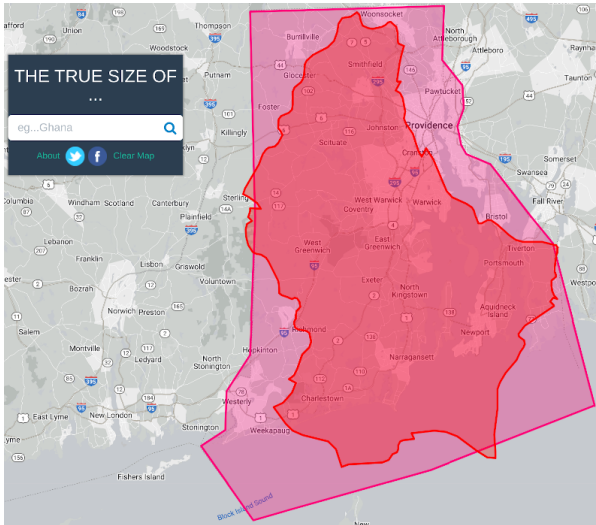 Woonsocket
Thompson
Union
Burrillville
North
Attleborough
Woodstock
Attleboro
THE TRUE SIZE OF
...
Smithfield
Putnam
Glocester
Taunton
Pawtucket
eg...Ghana
Foster
Killingly
Johnston
Providence
Scituate
About
Clear Map
Cranston
Somerset
Swansea
Sterling
Fall River
Windham
Scotland
Canterbury
West Warwick
Warwick
Coventry
Plainfield
Bristol
Lebanon
West
Greenwich
East
Greenwich
Tiverton
Franklin
Portsmouth
Lisbon
Griswold
Voluntown
Exeter
Bozrah
North
Kingstown
Norwich
Preston
Aquidneck
Island
Salem
Richmond
Newport
Montville
Hopkinton
Ledyard
North
Stonington
Narragansett
Charlestown
Westerly
East Lyme
New London
Stonington
Weekapaug
Fishers Island
Block Island Sound
New